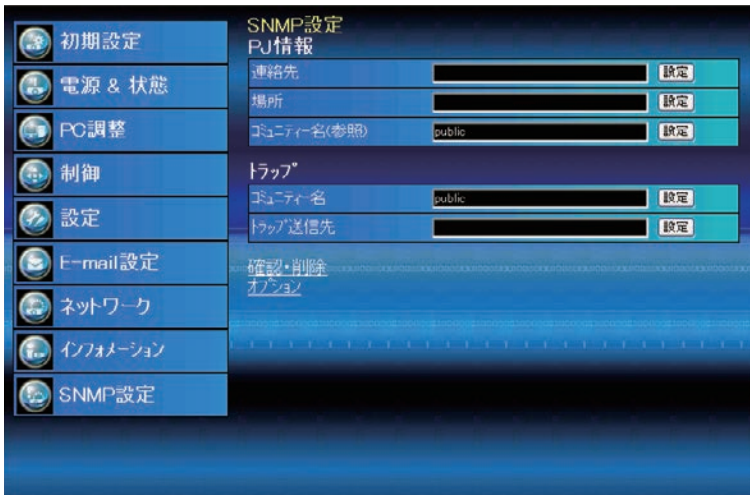 初期設定
電源 & 状態
PC調整
制御
設定
E-mail設定
ネットワーク
インフォメーション
SNMP設定
SNMP設定
PJ情報
連絡先 設定
場所 設定
コミュニティー名(参照) public 設定
トラップ
コミュニティー名 public 設定
トラップ送信先 設定
確認・削除
オプション